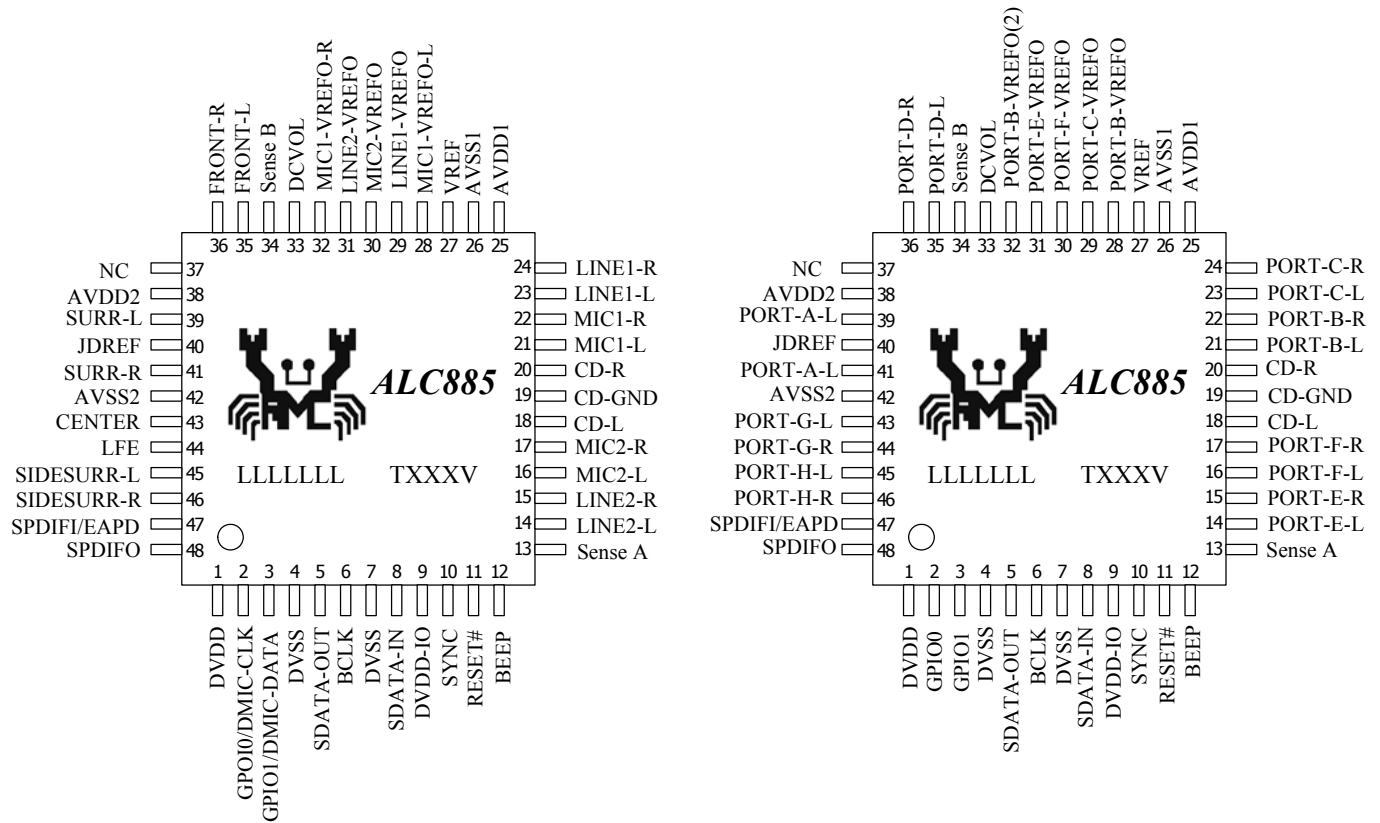 FRONT-R
FRONT-L
Sense B
DCVOL
MIC1-VREFO-R
LINE2-VREFO
MIC2-VREFO
LINE1-VREFO
MIC1-VREFO-L
VREF
AVSS1
AVDD1
36 35 34 33 32 31 30 29 28 27 26 25
NC 37
AVDD2 38
SURR-L 39
JDREF 40
SURR-R 41
AVSS2 42
CENTER 43
LFE 44
SIDESURR-L 45
SIDESURR-R 46
SPDIFI/EAPD 47
SPDIFO 48
ALC885
LLLLLLL TXXXV
24 LINE1-R
23 LINE1-L
22 MIC1-R
21 MIC1-L
20 CD-R
19 CD-GND
18 CD-L
17 MIC2-R
16 MIC2-L
15 LINE2-R
14 LINE2-L
13 Sense A
1 2 3 4 5 6 7 8 9 10 11 12
DVDD
GPOI0/DMIC-CLK
GPIO1/DMIC-DATA
DVSS
SDATA-OUT
BCLK
DVSS
SDATA-IN
DVDD-IO
SYNC
RESET#
BEEP
PORT-D-R
PORT-D-L
Sense B
DCVOL
PORT-B-VREFO(2)
PORT-E-VREFO
PORT-F-VREFO
PORT-C-VREFO
PORT-B-VREFO
VREF
AVSS1
AVDD1
36 35 34 33 32 31 30 29 28 27 26 25
NC 37
AVDD2 38
PORT-A-L 39
JDREF 40
PORT-A-L 41
AVSS2 42
PORT-G-L 43
PORT-G-R 44
PORT-H-L 45
PORT-H-R 46
SPDIFI/EAPD 47
SPDIFO 48
ALC885
LLLLLLL TXXXV
24 PORT-C-R
23 PORT-C-L
22 PORT-B-R
21 PORT-B-L
20 CD-R
19 CD-GND
18 CD-L
17 PORT-F-R
16 PORT-F-L
15 PORT-E-R
14 PORT-E-L
13 Sense A
1 2 3 4 5 6 7 8 9 10 11 12
DVDD
GPIO0
GPIO1
DVSS
SDATA-OUT
BCLK
DVSS
SDATA-IN
DVDD-IO
SYNC
RESET#
BEEP